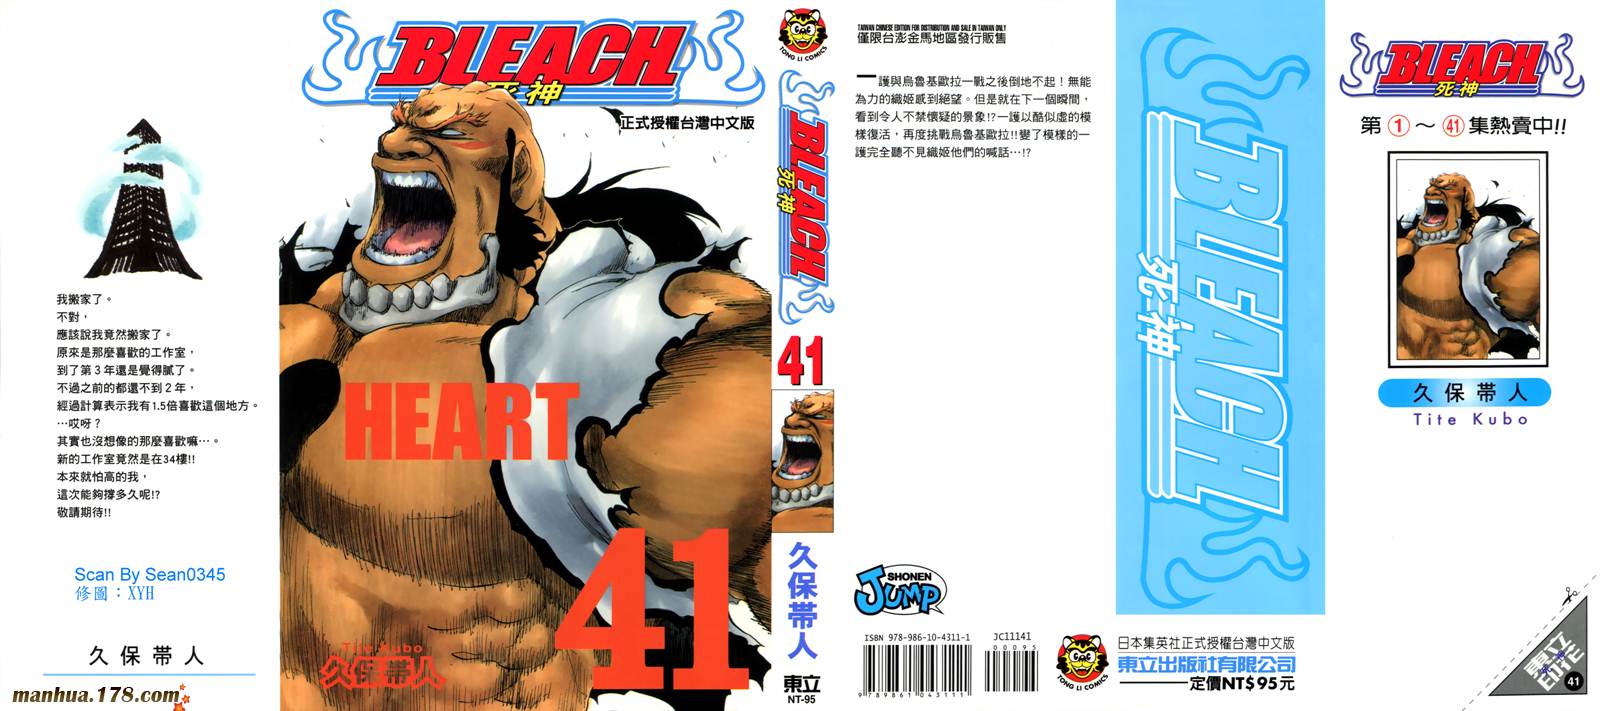 我搬家了。
不對，
應該說我竟然搬家了。
原來是那麼喜歡的工作室，
到了第3年還是覺得膩了。
不過之前的都還不到2年，
經過計算表示我有1.5倍喜歡這個地方。
…哎呀？
其實也沒想像的那麼喜歡嘛…。
新的工作室竟然是在34樓!!
本來就怕高的我，
這次能夠撐多久呢!?
敬請期待!!
Scan By Sean0345
修圖：XYH
久保帯人
manhua.178.com
BLEACH
死神
正式授權台灣中文版
HEART
41
Tite Kubo
久保帯人
TONG LI COMICS
BLEACH
死神
41
久保帯人
東立
NT-95
TAIWAN CHINESE EDITION FOR DISTRIBUTION AND SALE IN TAIWAN ONLY
僅限台澎金馬地區發行販售
一護與烏魯基歐拉一戰之後倒地不起！無能
為力的織姬感到絕望。但是就在下一個瞬間，
看到令人不禁懷疑的景象!?一護以酷似虛的模
樣復活，再度挑戰烏魯基歐拉!!變了模樣的一
護完全聽不見織姬他們的喊話…!?
SHONEN
JUMP
ISBN 978-986-10-4311-1
9789861043111
JC11141
00095
TONG LI COMICS
日本集英社正式授權台灣中文版
東立出版社有限公司
定價NT$95元
BLEACH
死神
BLEACH
死神
第①～㊶集熱賣中!!
久保帯人
Tite Kubo
東立
死神
41